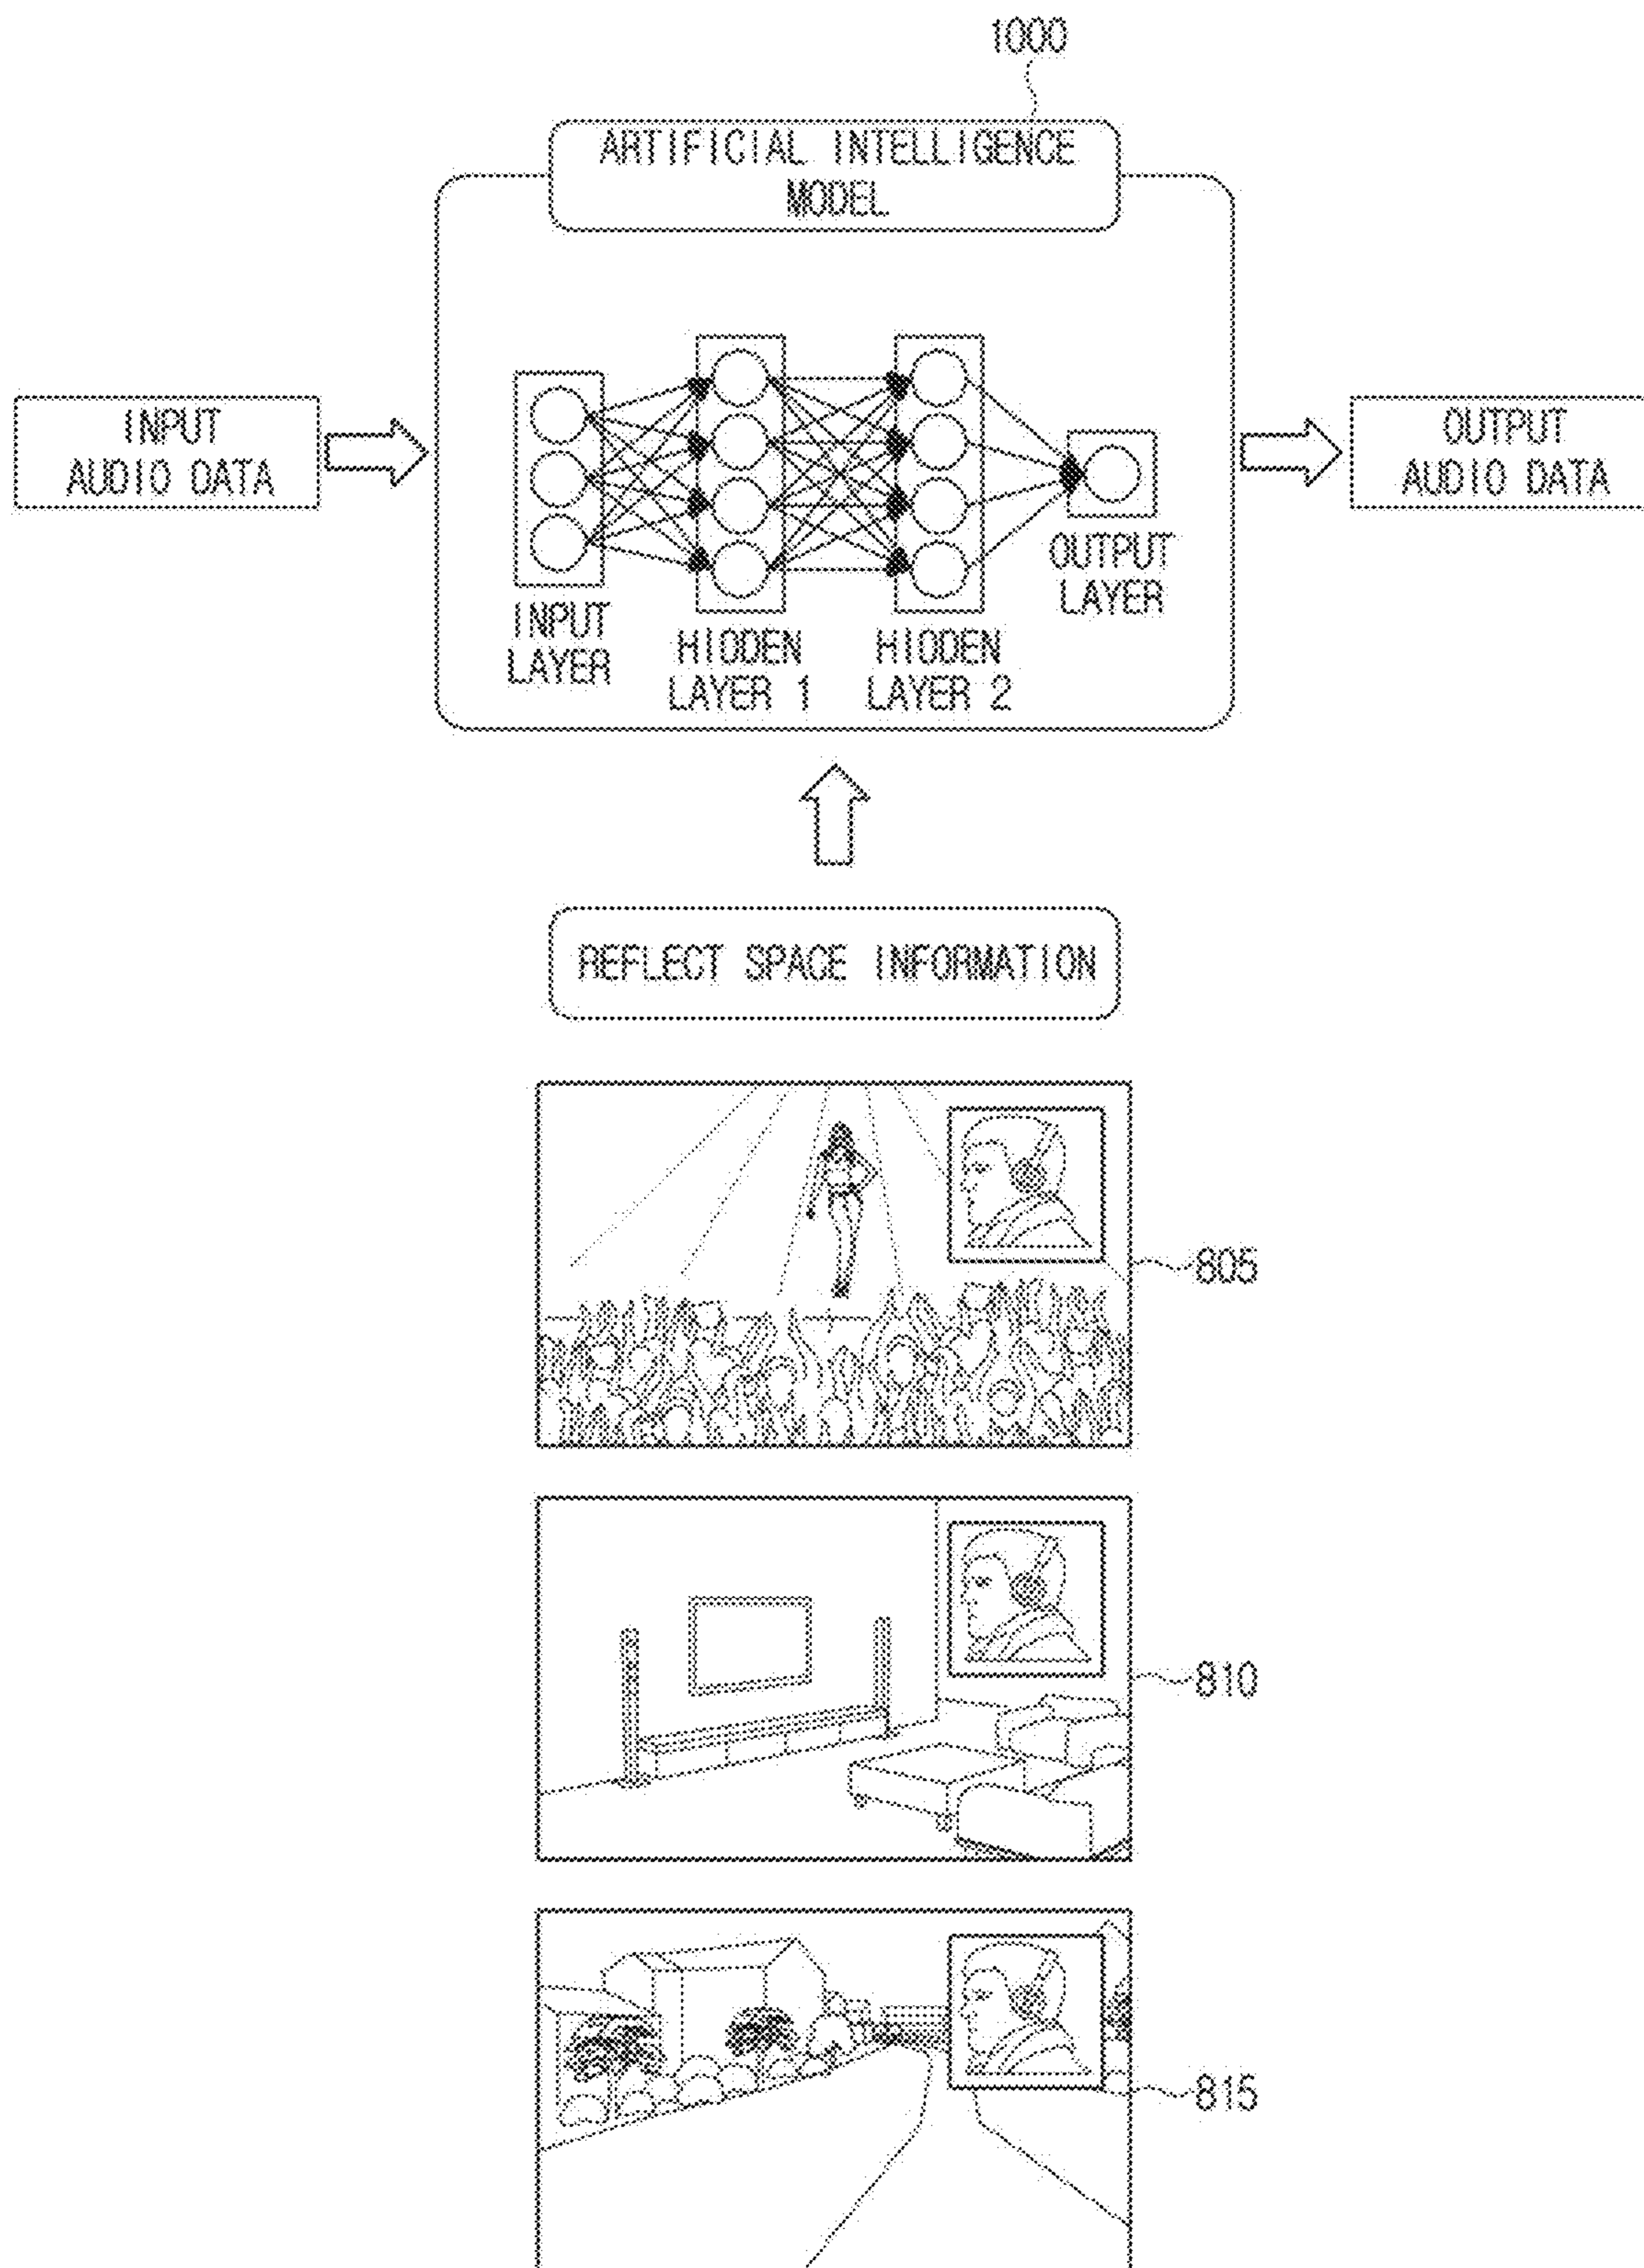 1000
ARTIFICIAL INTELLIGENCE
MODEL
INPUT
AUDIO DATA
OUTPUT
AUDIO DATA
INPUT
LAYER
HIDDEN
LAYER 1
HIDDEN
LAYER 2
OUTPUT
LAYER
REFLECT SPACE INFORMATION
805
810
815